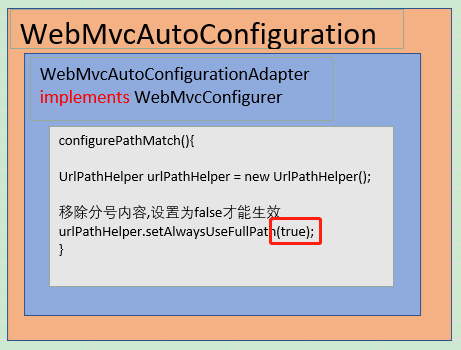 WebMvcAutoConfiguration
WebMvcAutoConfigurationAdapter
implements WebMvcConfigurer
configurePathMatch(){
UrlPathHelper urlPathHelper = new UrlPathHelper();
移除分号内容,设置为false才能生效
urlPathHelper.setAlwaysUseFullPath(true);
}